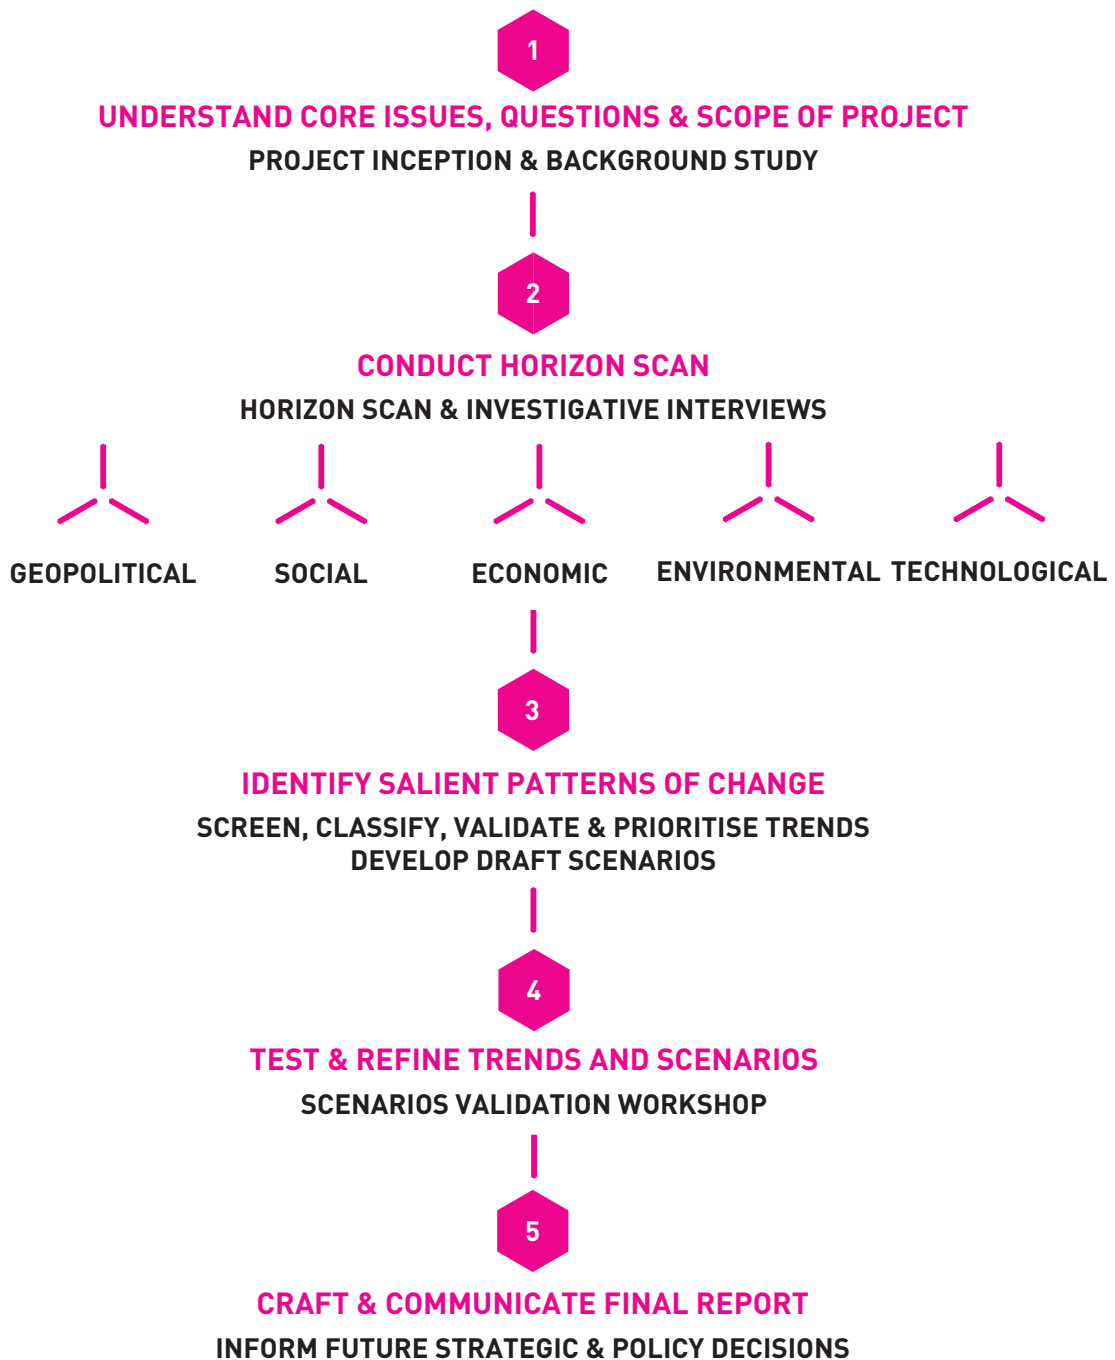 1
UNDERSTAND CORE ISSUES, QUESTIONS & SCOPE OF PROJECT
PROJECT INCEPTION & BACKGROUND STUDY
2
CONDUCT HORIZON SCAN
HORIZON SCAN & INVESTIGATIVE INTERVIEWS
GEOPOLITICAL SOCIAL ECONOMIC ENVIRONMENTAL TECHNOLOGICAL
3
IDENTIFY SALIENT PATTERNS OF CHANGE
SCREEN, CLASSIFY, VALIDATE & PRIORITISE TRENDS
DEVELOP DRAFT SCENARIOS
4
TEST & REFINE TRENDS AND SCENARIOS
SCENARIOS VALIDATION WORKSHOP
5
CRAFT & COMMUNICATE FINAL REPORT
INFORM FUTURE STRATEGIC & POLICY DECISIONS